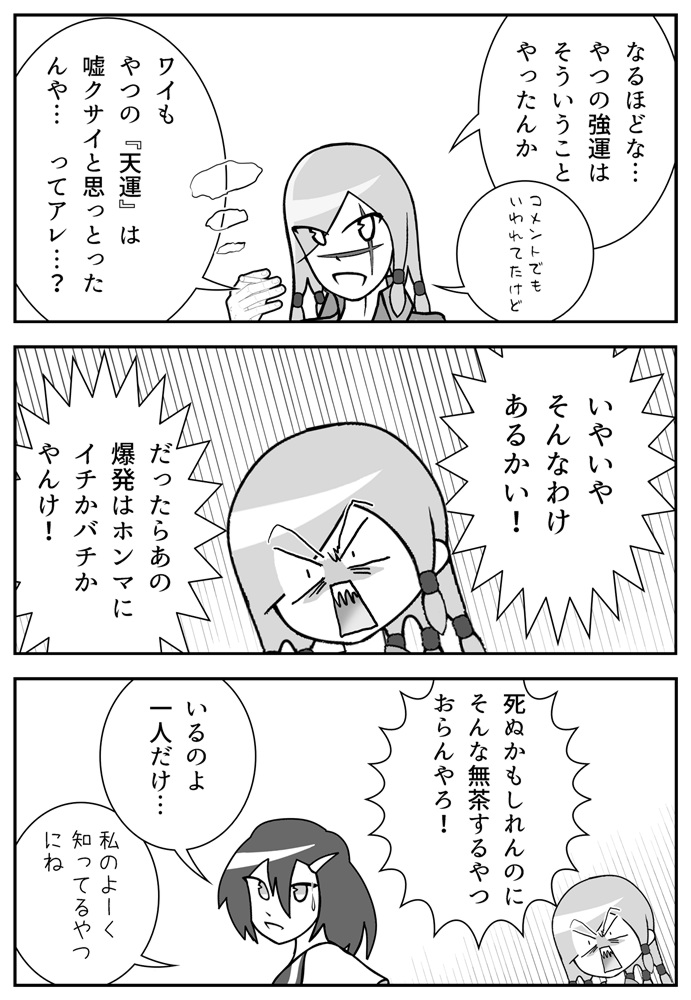 なるほどな…
やつの強運は
そういうこと
やったんか
コメントでも
いわれてたけど
ワイも
やつの『天運』は
嘘クサイと思っとった
んや… ってアレ…？
いやいや
そんなわけ
あるかい！
だったらあの
爆発はホンマに
イチかバチか
やんけ！
死ぬかもしれんのに
そんな無茶するやつ
おらんやろ！
いるのよ
一人だけ…
私のよーく
知ってるやつ
にね